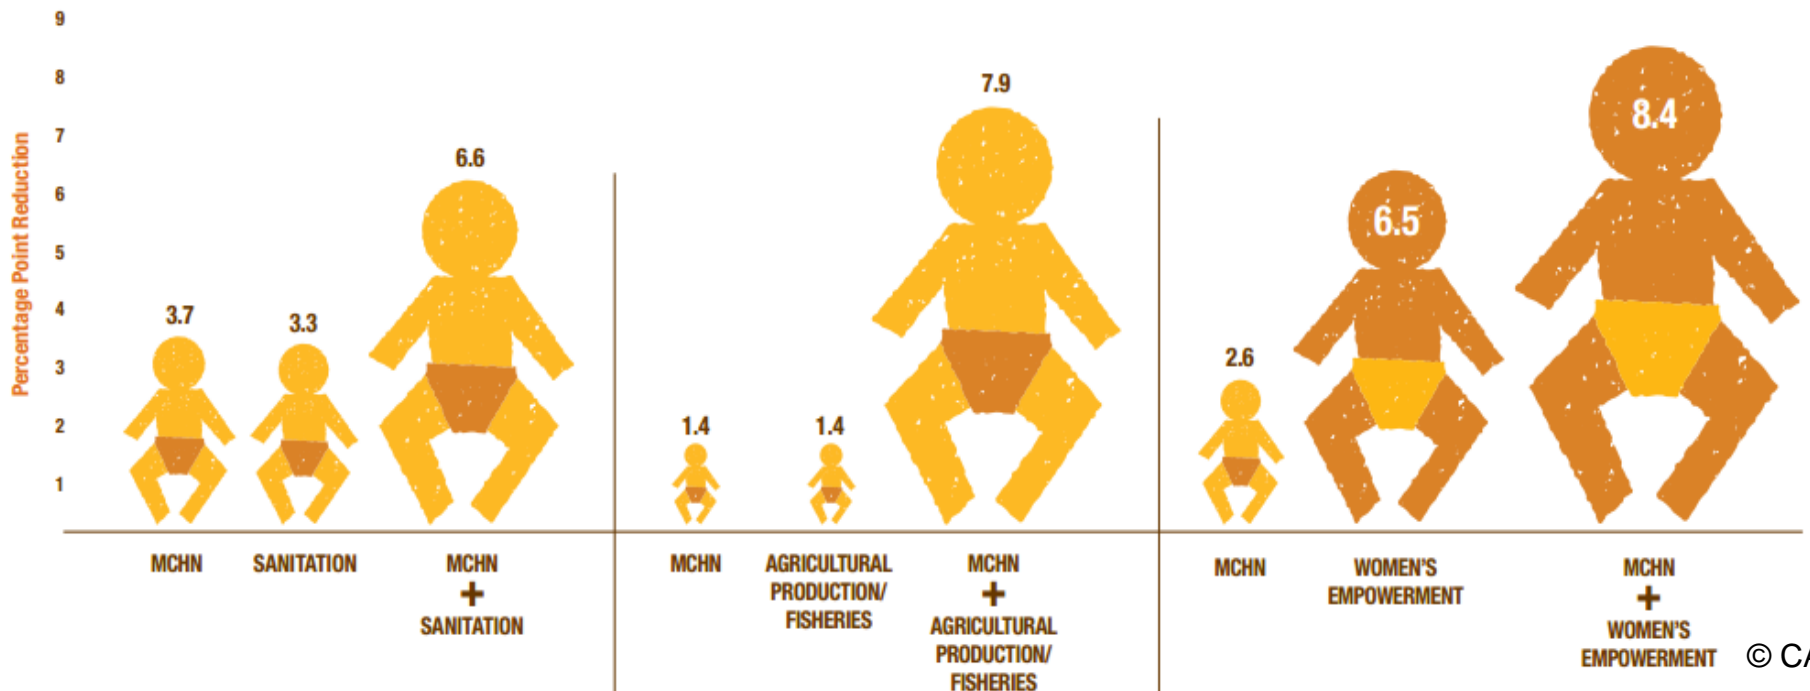 9
8
7
6
5
4
3
2
1
Percentage Point Reduction
3.7
3.3
6.6
MCHN
SANITATION
MCHN
+
SANITATION
1.4
1.4
7.9
MCHN
AGRICULTURAL
PRODUCTION/
FISHERIES
MCHN
+
AGRICULTURAL
PRODUCTION/
FISHERIES
2.6
6.5
8.4
MCHN
WOMEN'S
EMPOWERMENT
MCHN
+
WOMEN'S
EMPOWERMENT
© CA